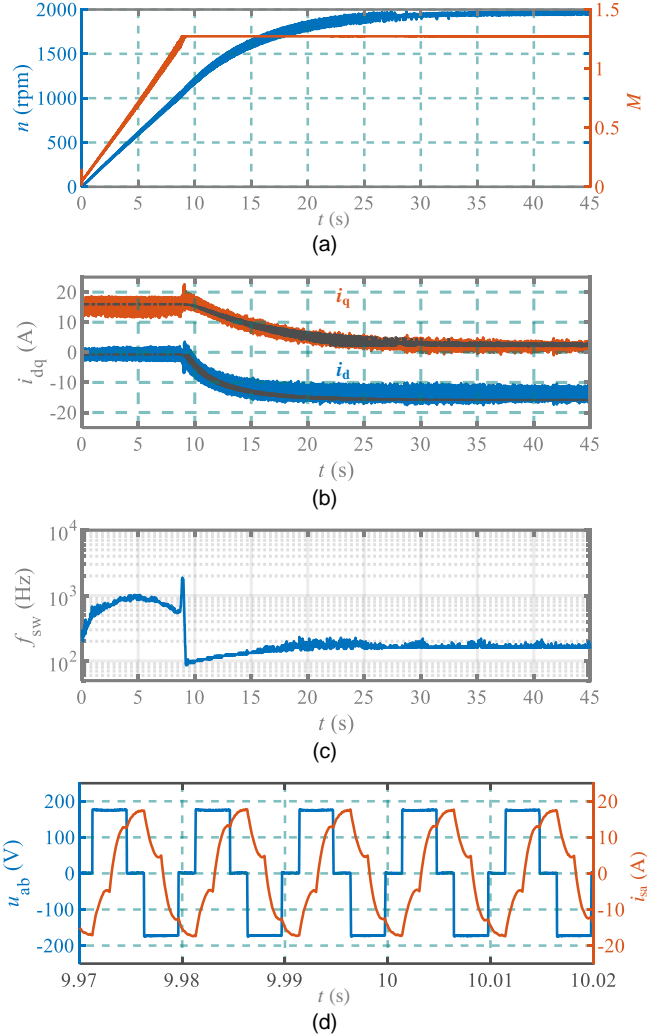 2000
1500
1000
500
0
n (rpm)
1.5
1
0.5
0
M
0 5 10 15 20 25 30 35 40 45
t (s)
(a)
20
10
0
-10
-20
i_dq (A)
i_q
i_d
0 5 10 15 20 25 30 35 40 45
t (s)
(b)
10^4
10^3
10^2
f_sw (Hz)
0 5 10 15 20 25 30 35 40 45
t (s)
(c)
200
100
0
-100
-200
u_ab (V)
20
10
0
-10
-20
i_sa (A)
9.97 9.98 9.99 10 10.01 10.02
t (s)
(d)